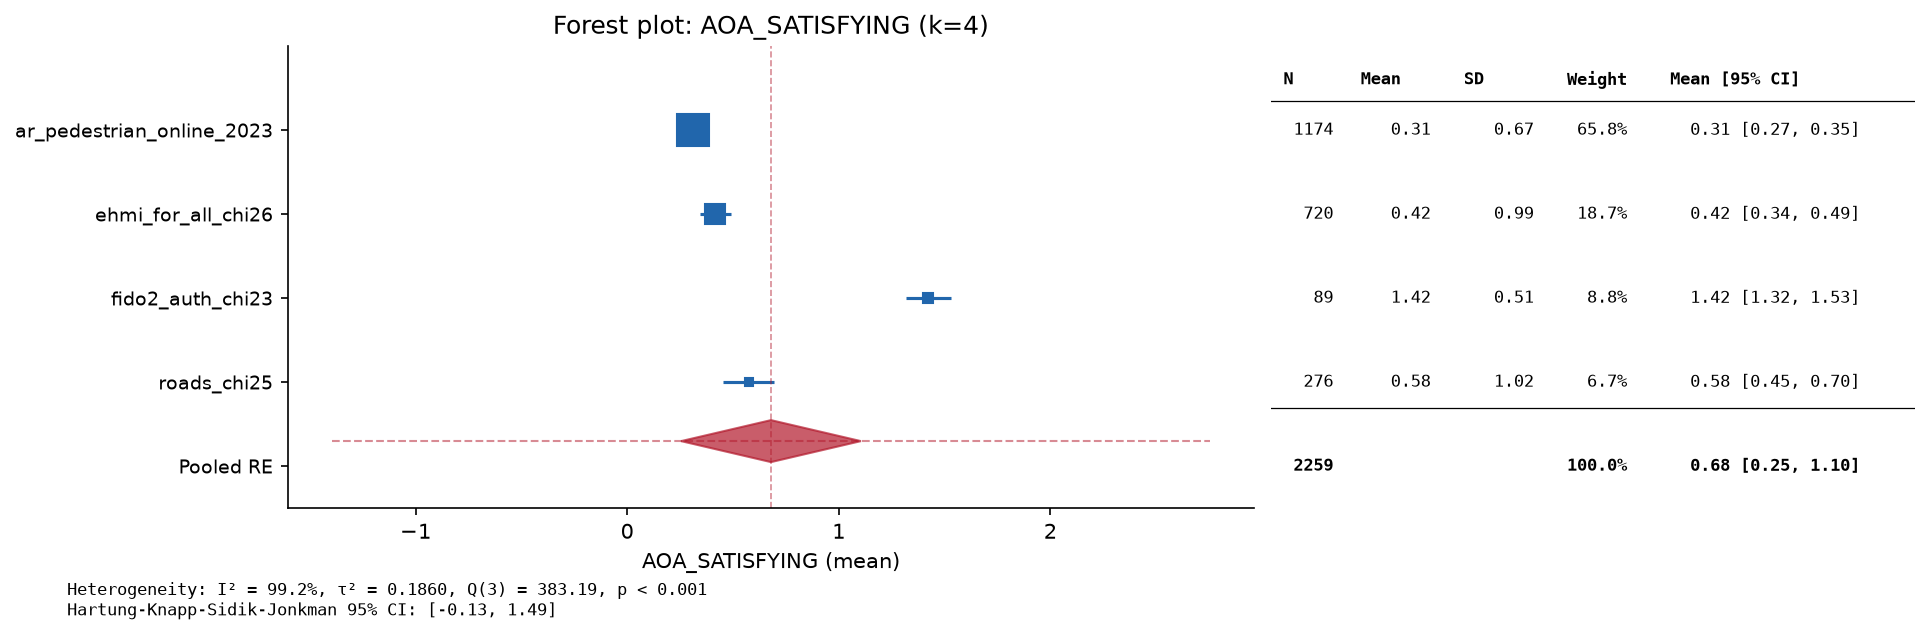 Forest plot: AOA_SATISFYING (k=4)
N Mean SD Weight Mean [95% CI]
ar_pedestrian_online_2023 1174 0.31 0.67 65.8% 0.31 [0.27, 0.35]
ehmi_for_all_chi26 720 0.42 0.99 18.7% 0.42 [0.34, 0.49]
fido2_auth_chi23 89 1.42 0.51 8.8% 1.42 [1.32, 1.53]
roads_chi25 276 0.58 1.02 6.7% 0.58 [0.45, 0.70]
Pooled RE 2259 100.0% 0.68 [0.25, 1.10]
−1 0 1 2
AOA_SATISFYING (mean)
Heterogeneity: I² = 99.2%, τ² = 0.1860, Q(3) = 383.19, p < 0.001
Hartung-Knapp-Sidik-Jonkman 95% CI: [-0.13, 1.49]